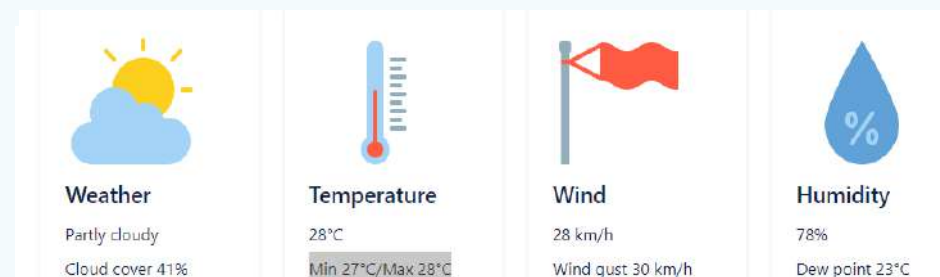 %
Weather
Partly cloudy
Cloud cover 41%
Temperature
28°C
Min 27°C/Max 28°C
Wind
28 km/h
Wind gust 30 km/h
Humidity
78%
Dew point 23°C